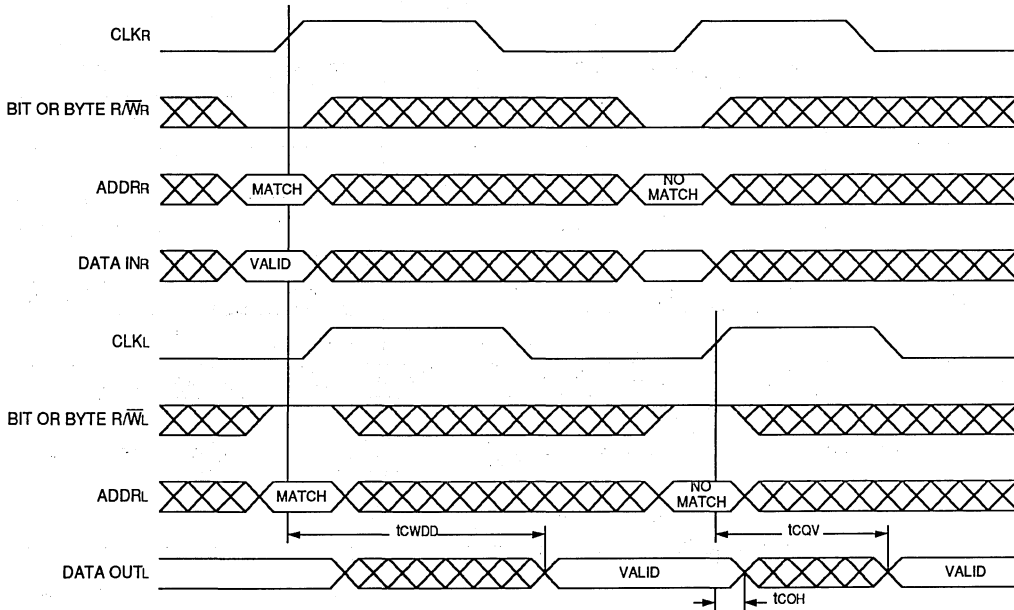 CLKR
BIT OR BYTE R/W̅R
ADDRR MATCH NO MATCH
DATA INR VALID
CLKL
BIT OR BYTE R/W̅L
ADDRL MATCH NO MATCH
tCWDD tCQV
DATA OUTL VALID VALID
tCOH